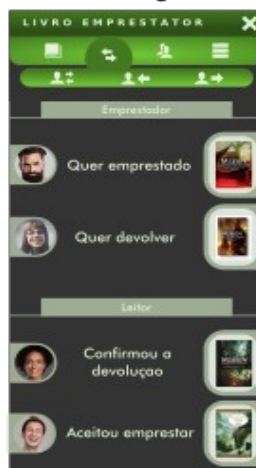 LIVRO EMPRESTATOR
Emprestador
Quer emprestado
Quer devolver
Leitor
Confirmou a
devoluçao
Aceitou emprestar